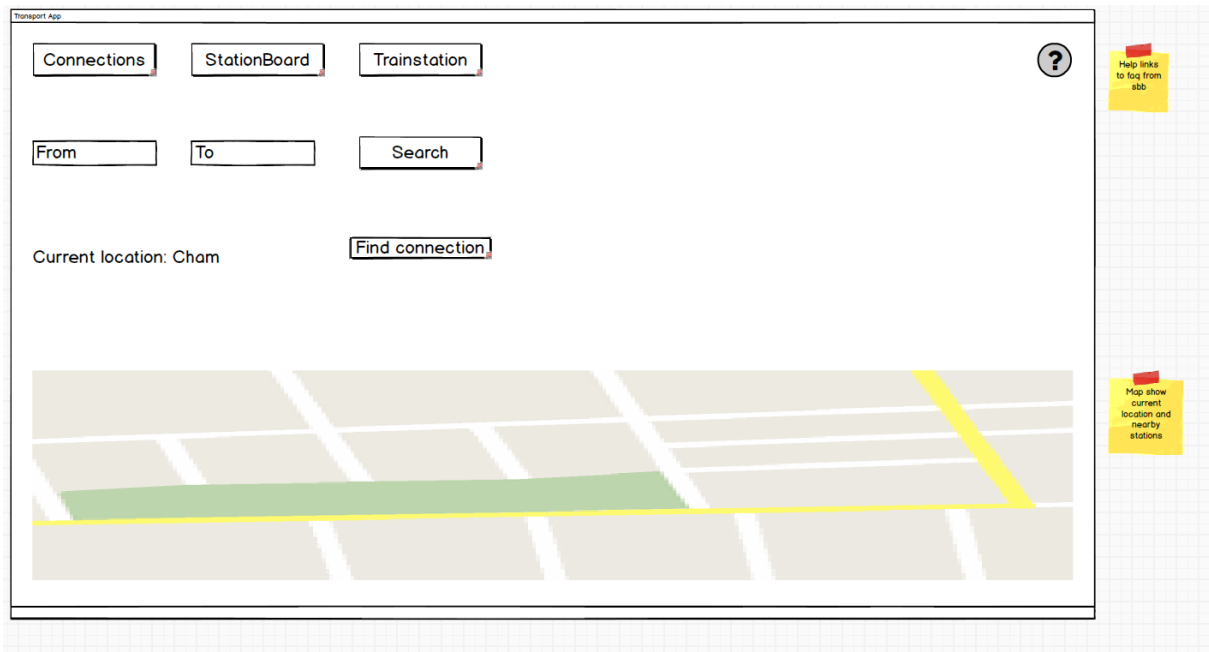 Transport App
Connections
StationBoard
Trainstation
?
Help links
to faq from
sbb
From
To
Search
Current location: Cham
Find connection
Map show
current
location and
nearby
stations